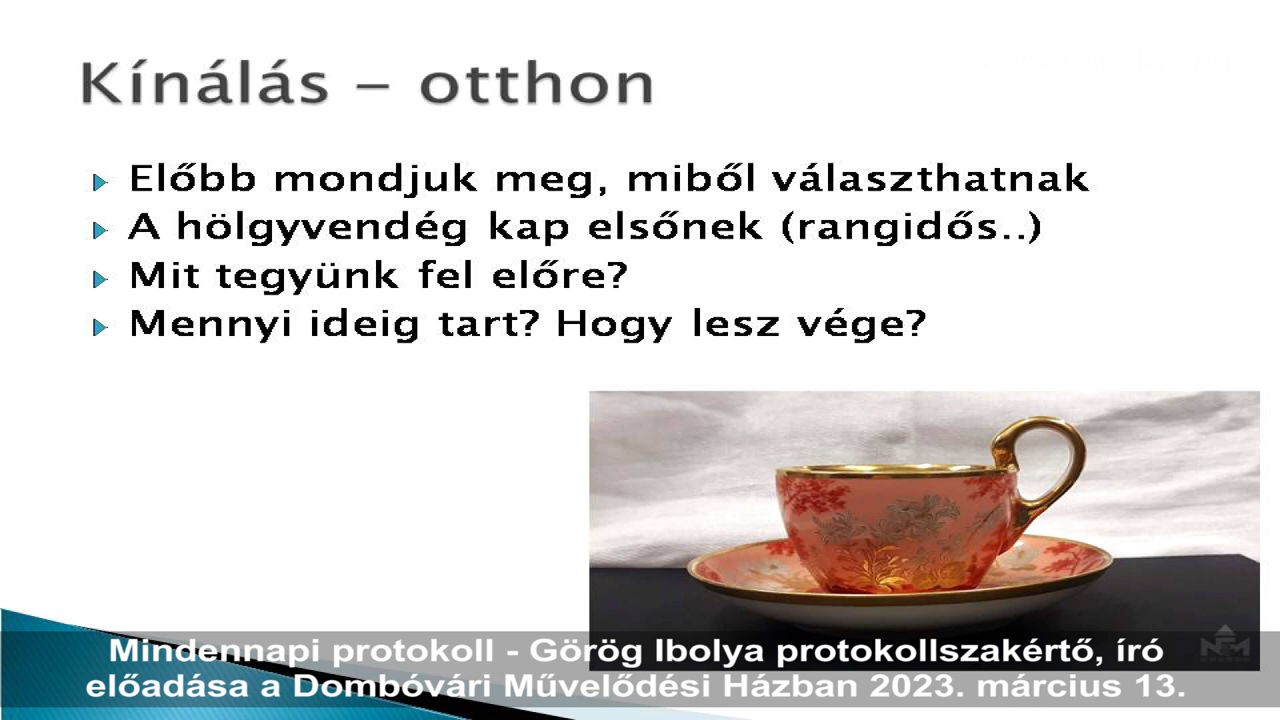 Kínálás – otthon
Előbb mondjuk meg, miből választhatnak
A hölgyvendég kap elsőnek (rangidős..)
Mit tegyünk fel előre?
Mennyi ideig tart? Hogy lesz vége?
Mindennapi protokoll - Görög Ibolya protokollszakértő, író
előadása a Dombóvári Művelődési Házban 2023. március 13.